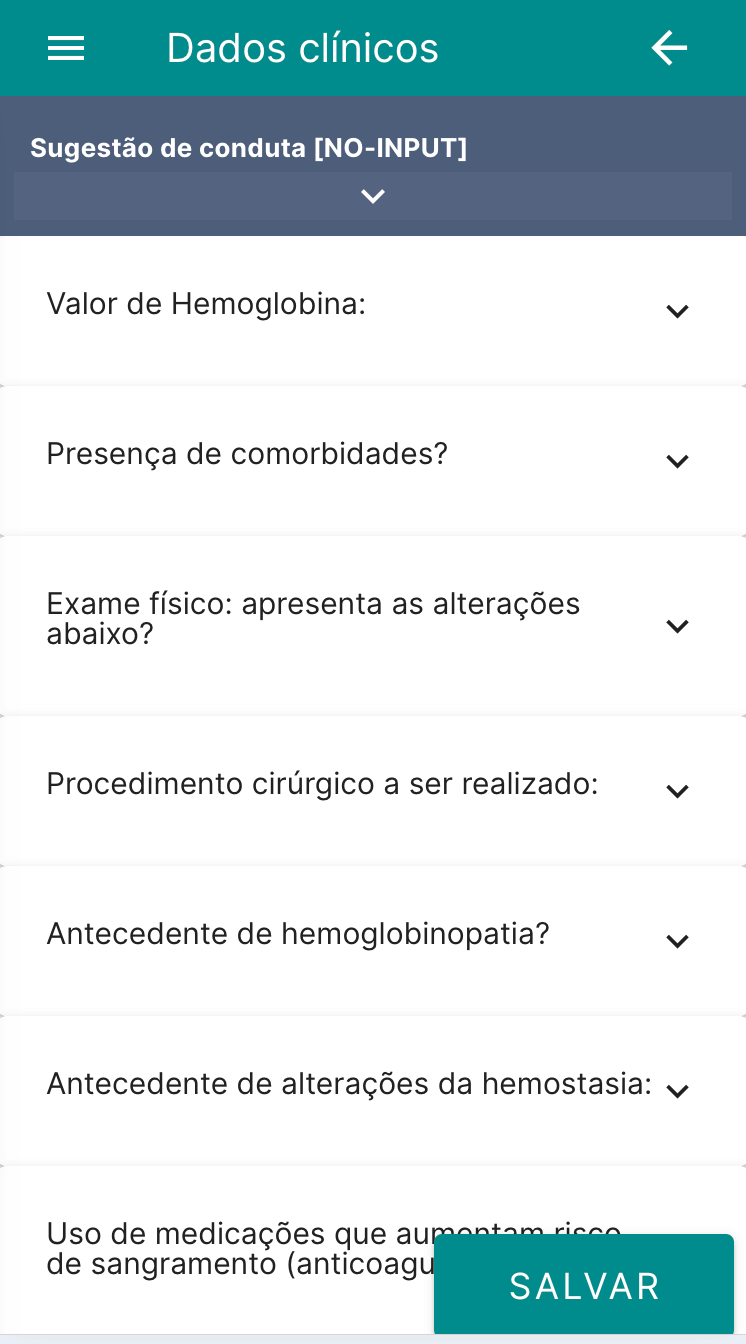 Dados clínicos
Sugestão de conduta [NO-INPUT]
Valor de Hemoglobina:
Presença de comorbidades?
Exame físico: apresenta as alterações
abaixo?
Procedimento cirúrgico a ser realizado:
Antecedente de hemoglobinopatia?
Antecedente de alterações da hemostasia:
Uso de medicações que aumentam risco
de sangramento (anticoagu
SALVAR